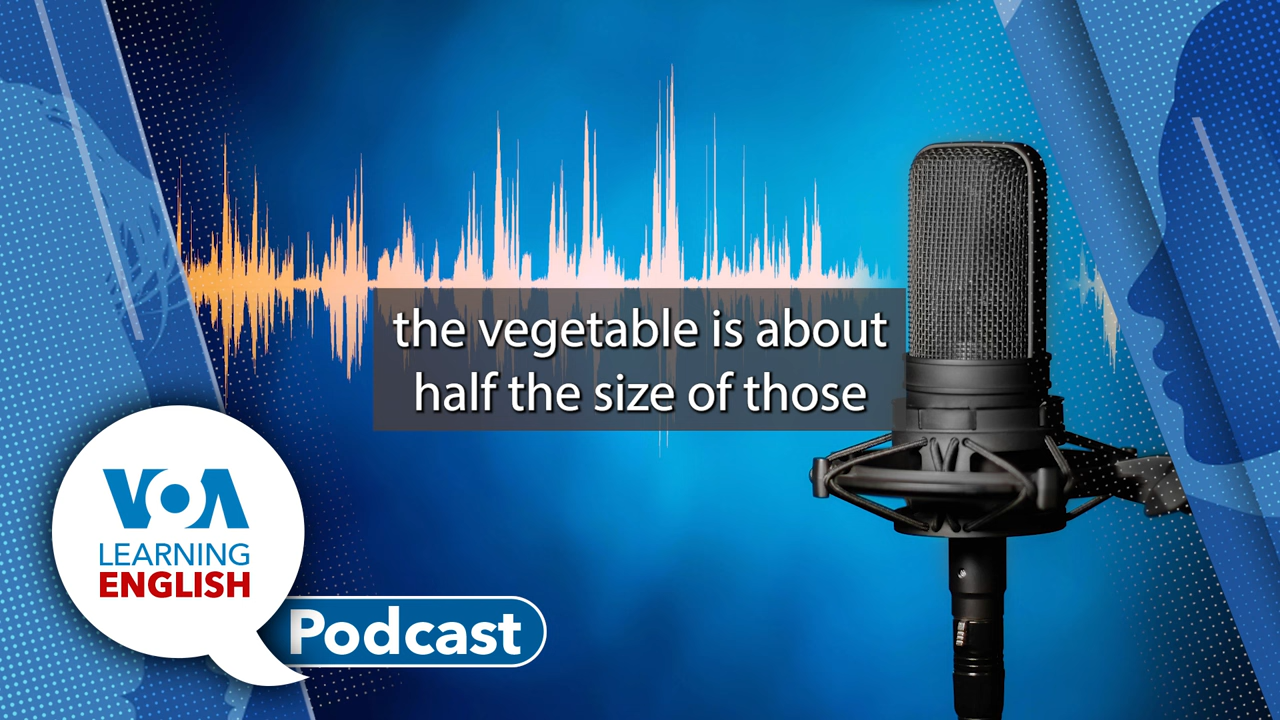 the vegetable is about
half the size of those
VOA
LEARNING
ENGLISH
Podcast